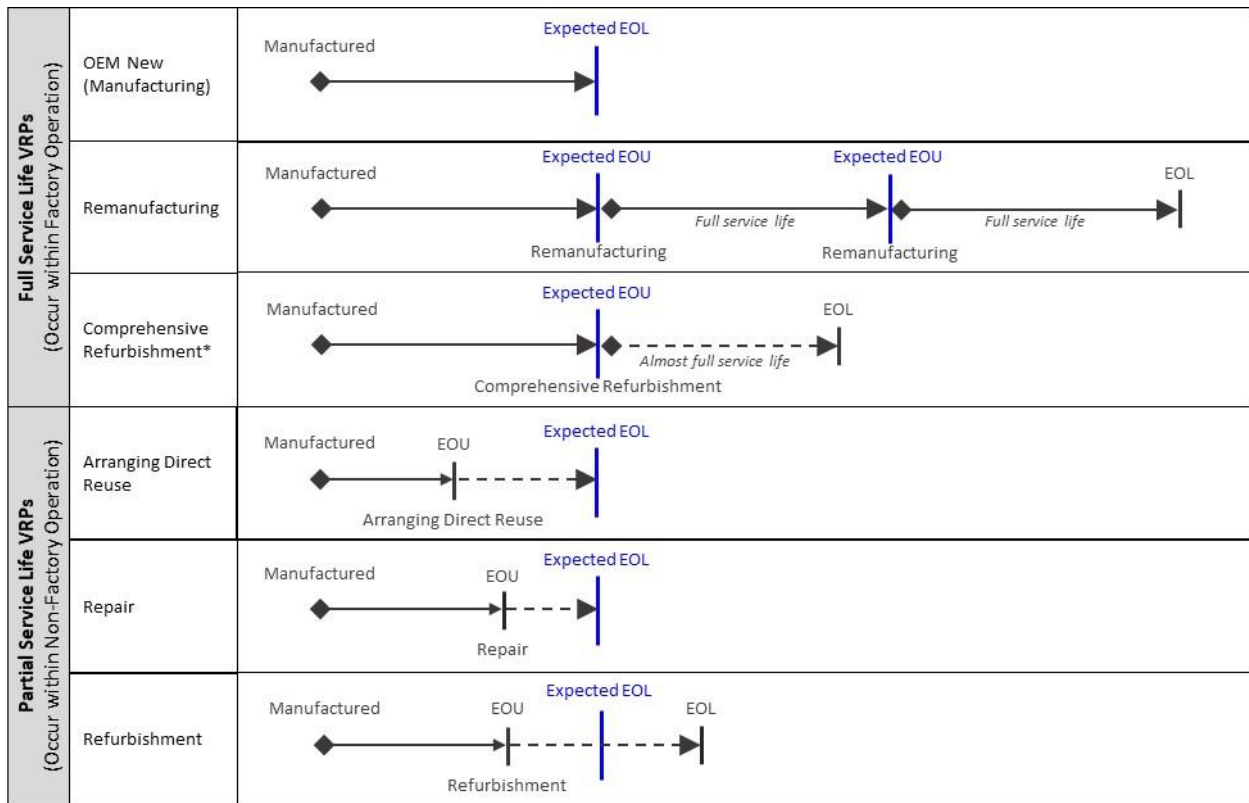 Full Service Life VRPs
(Occur within Factory Operation)
OEM New
(Manufacturing)
Manufactured
Expected EOL
Remanufacturing
Manufactured
Expected EOU
Expected EOU
EOL
Full service life
Full service life
Remanufacturing
Remanufacturing
Comprehensive
Refurbishment*
Manufactured
Expected EOU
EOL
Almost full service life
Comprehensive Refurbishment
Partial Service Life VRPs
(Occur within Non-Factory Operation)
Arranging Direct
Reuse
Manufactured
EOU
Expected EOL
Arranging Direct Reuse
Repair
Manufactured
EOU
Expected EOL
Repair
Refurbishment
Manufactured
EOU
Expected EOL
EOL
Refurbishment